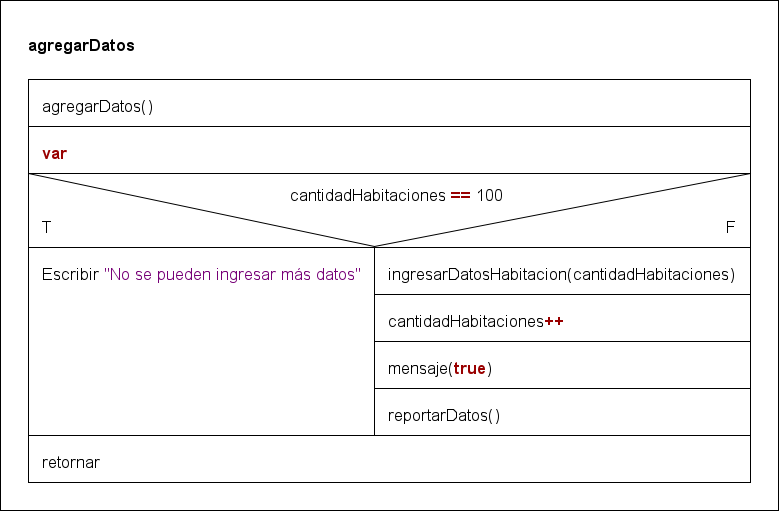 agregarDatos
agregarDatos()
var
cantidadHabitaciones == 100
T
F
Escribir "No se pueden ingresar más datos"
ingresarDatosHabitacion(cantidadHabitaciones)
cantidadHabitaciones++
mensaje(true)
reportarDatos()
retornar